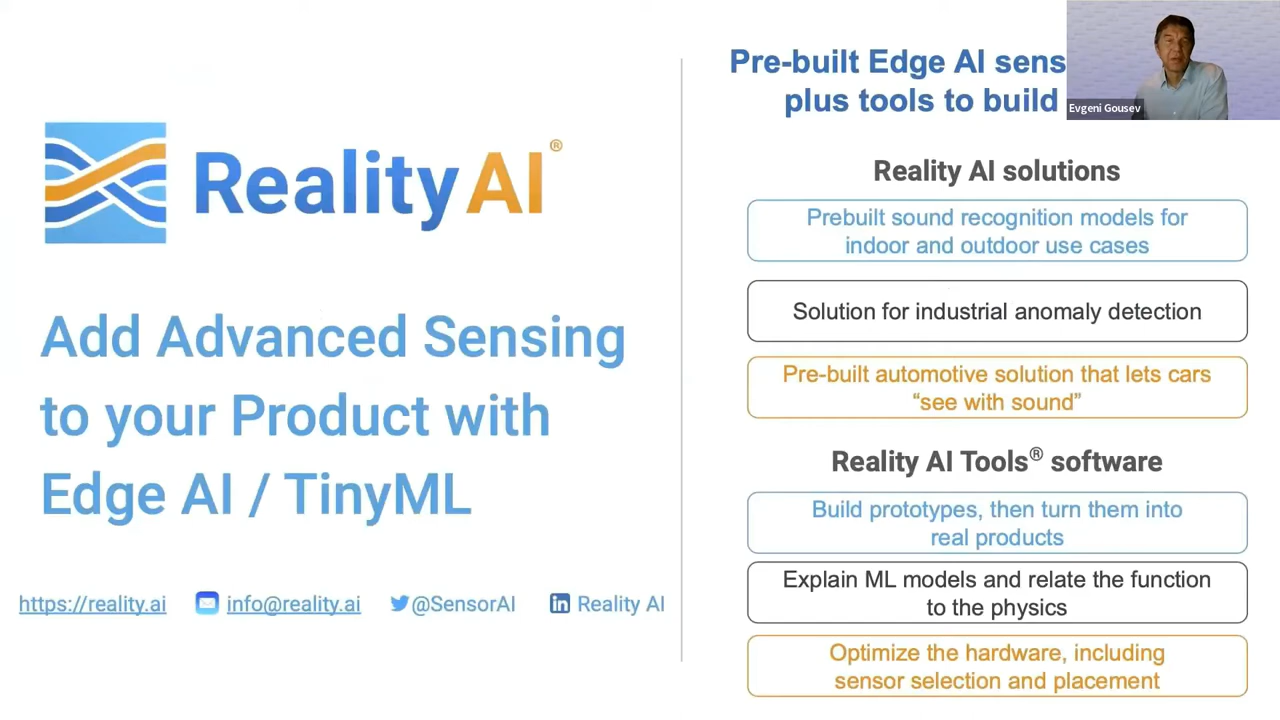 Reality AI®
Add Advanced Sensing
to your Product with
Edge AI / TinyML
https://reality.ai
info@reality.ai
@SensorAI
in Reality AI
Pre-built Edge AI sens
plus tools to build
Evgeni Gousev
Reality AI solutions
Prebuilt sound recognition models for
indoor and outdoor use cases
Solution for industrial anomaly detection
Pre-built automotive solution that lets cars
“see with sound”
Reality AI Tools® software
Build prototypes, then turn them into
real products
Explain ML models and relate the function
to the physics
Optimize the hardware, including
sensor selection and placement